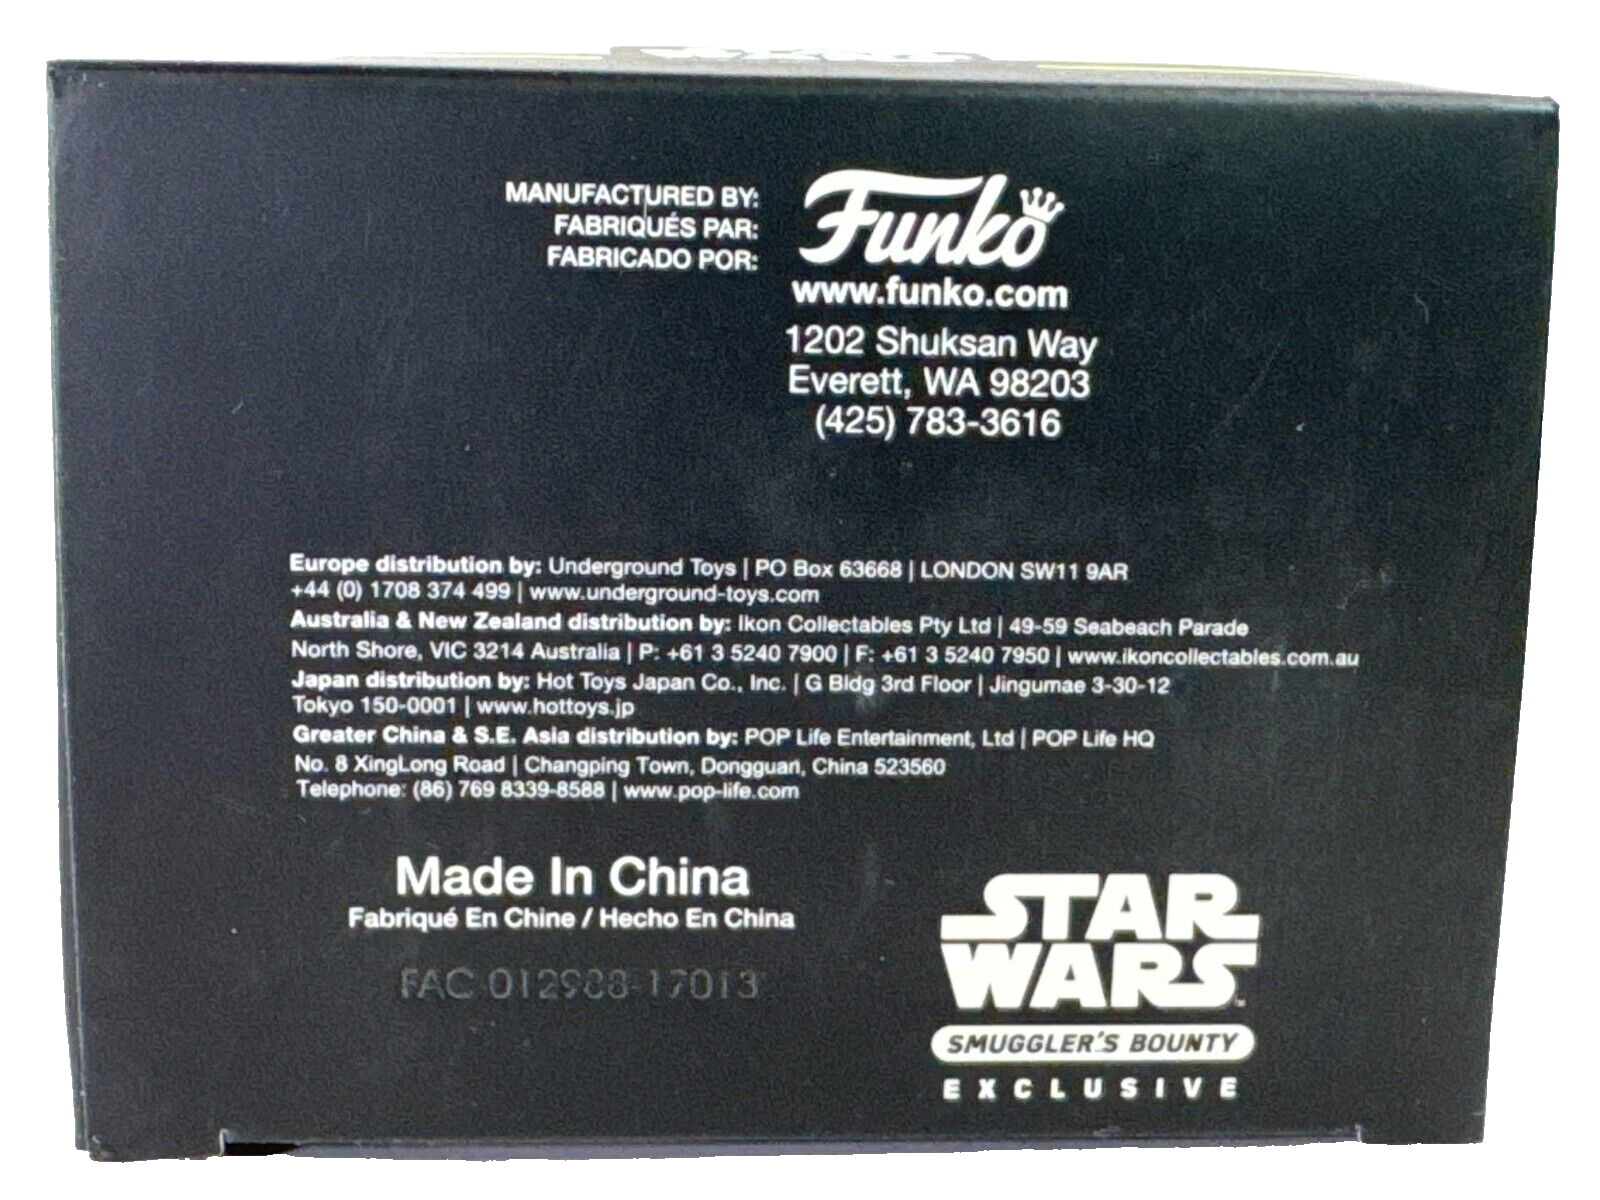 MANUFACTURED BY:
FABRIQUÉS PAR:
FABRICADO POR:
Funko
www.funko.com
1202 Shuksan Way
Everett, WA 98203
(425) 783-3616
Europe distribution by: Underground Toys | PO Box 63668 | LONDON SW11 9AR
+44 (0) 1708 374 499 | www.underground-toys.com
Australia & New Zealand distribution by: Ikon Collectables Pty Ltd | 49-59 Seabeach Parade
North Shore, VIC 3214 Australia | P: +61 3 5240 7900 | F: +61 3 5240 7950 | www.ikoncollectables.com.au
Japan distribution by: Hot Toys Japan Co., Inc. | G Bldg 3rd Floor | Jingumae 3-30-12
Tokyo 150-0001 | www.hottoys.jp
Greater China & S.E. Asia distribution by: POP Life Entertainment, Ltd | POP Life HQ
No. 8 XingLong Road | Changping Town, Dongguan, China 523560
Telephone: (86) 769 8339-8588 | www.pop-life.com
Made In China
Fabriqué En Chine / Hecho En China
FAC-012988-17013
STAR
WARS
SMUGGLER'S BOUNTY
EXCLUSIVE